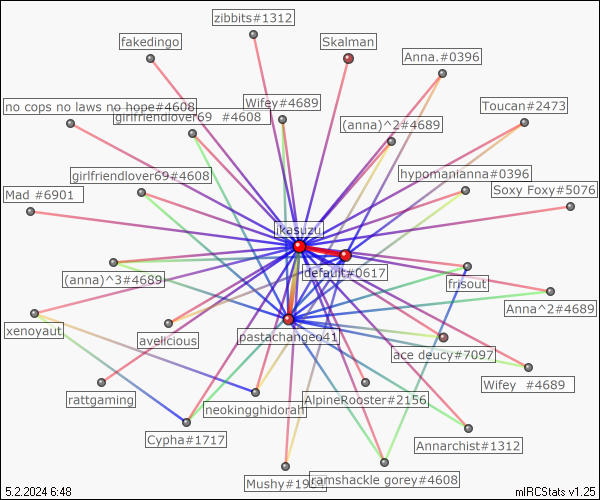 zibbits#1312
fakedingo
Skalman
Anna.#0396
no cops no laws no hope#4608
girlfriendlover69 #4608
Wifey#4689
(anna)^2#4689
Toucan#2473
girlfriendlover69#4608
hypomanianna#0396
Mad #6901
Soxy Foxy#5076
ikasuzu
default#0617
(anna)^3#4689
frisout
Anna^2#4689
xenoyaut
avelicious
pastachangeo41
ace deucy#7097
rattgaming
neokingghidorah
AlpineRooster#2156
Wifey #4689
Cypha#1717
Annarchist#1312
ramshackle gorey#4608
5.2.2024 6:48
mIRCStats v1.25